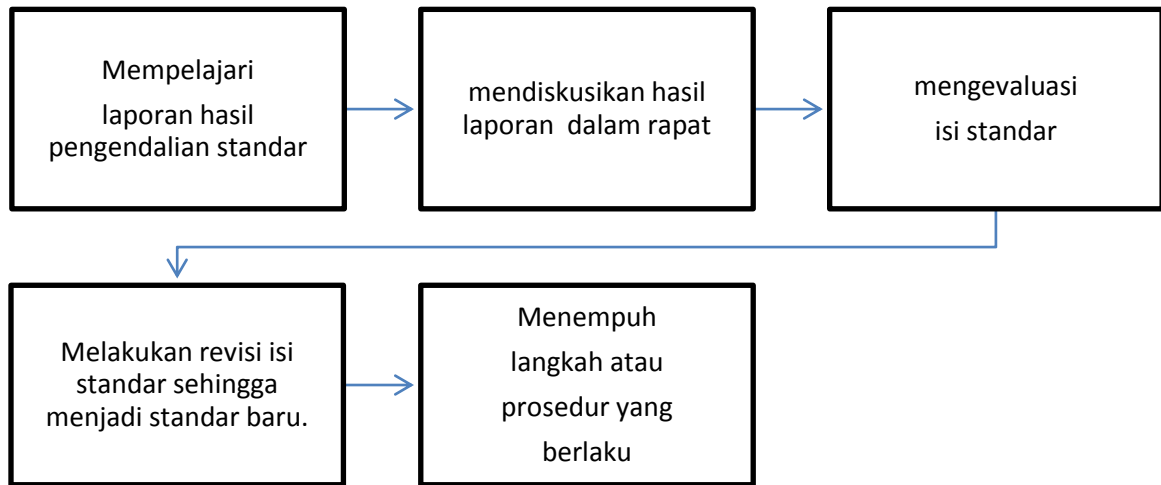 Mempelajari
laporan hasil
pengendalian standar
mendiskusikan hasil
laporan dalam rapat
mengevaluasi
isi standar
Melakukan revisi isi
standar sehingga
menjadi standar baru.
Menempuh
langkah atau
prosedur yang
berlaku